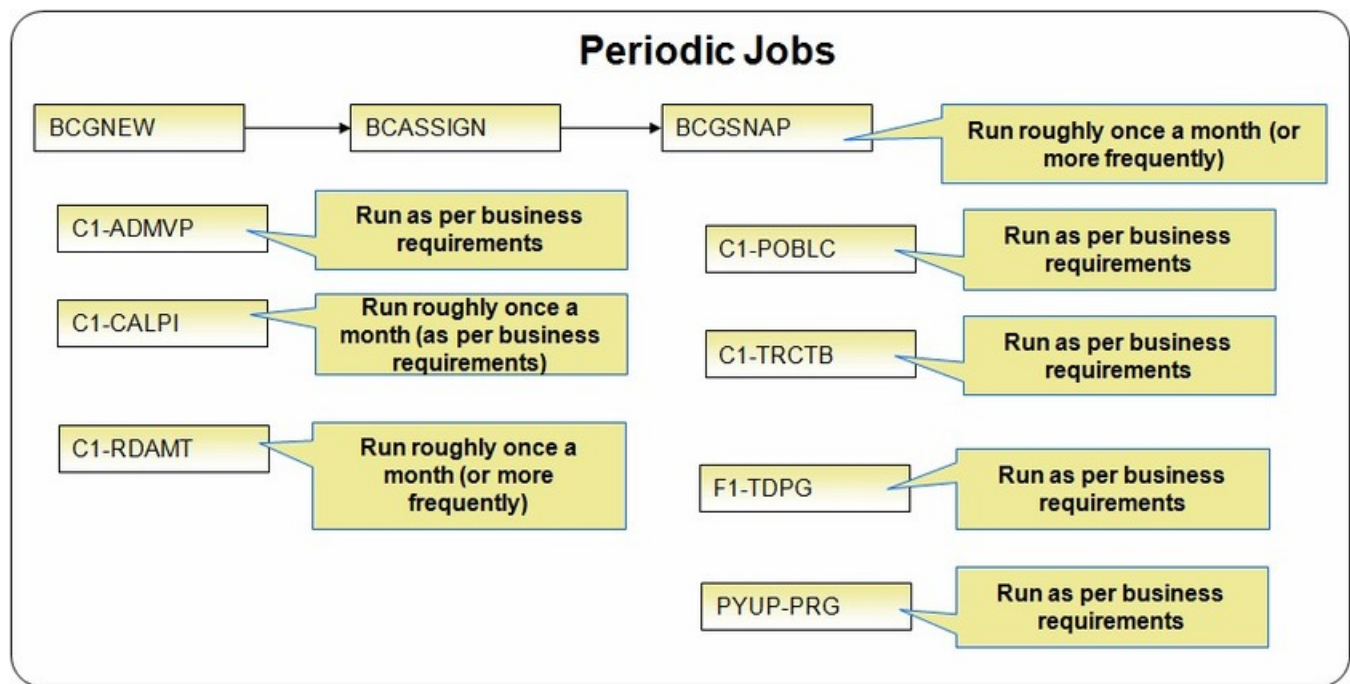 Periodic Jobs
BCGNEW
BCASSIGN
BCGSNAP
Run roughly once a month (or
more frequently)
C1-ADMVP
Run as per business
requirements
C1-POBLC
Run as per business
requirements
C1-CALPI
Run roughly once a
month (as per business
requirements)
C1-TRCTB
Run as per business
requirements
C1-RDAMT
Run roughly once a
month (or more
frequently)
F1-TDPG
Run as per business
requirements
PYUP-PRG
Run as per business
requirements